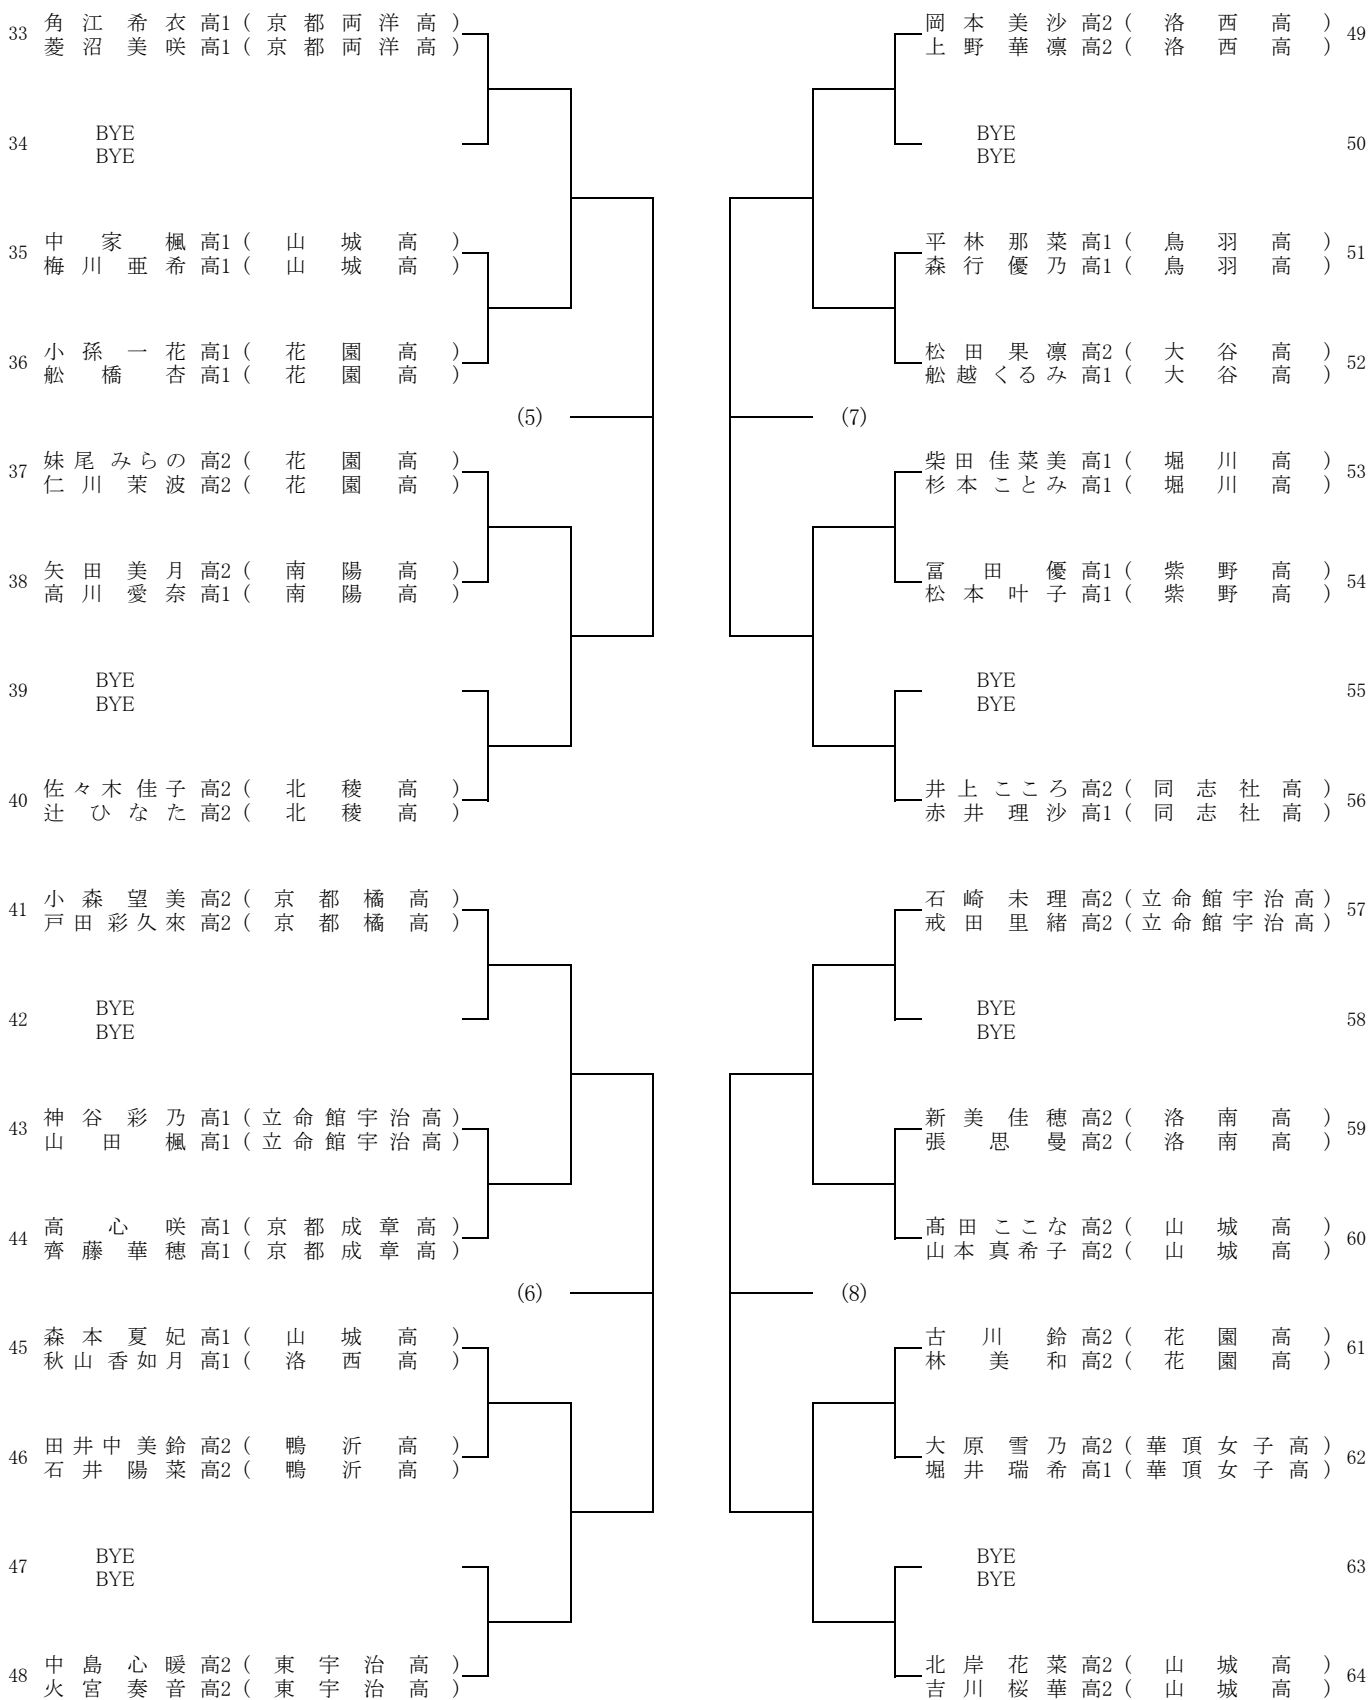 33 角江希衣 高1 ( 京都両洋高 )
菱沼美咲 高1 ( 京都両洋高 )
34 BYE
BYE
35 中家楓 高1 ( 山城高 )
梅川亜希 高1 ( 山城高 )
36 小孫一花 高1 ( 花園高 )
舩橋杏 高1 ( 花園高 )
(5)
37 妹尾みらの 高2 ( 花園高 )
仁川茉波 高2 ( 花園高 )
38 矢田美月 高2 ( 南陽高 )
高川愛奈 高1 ( 南陽高 )
39 BYE
BYE
40 佐々木佳子 高2 ( 北稜高 )
辻ひなた 高2 ( 北稜高 )
41 小森望美 高2 ( 京都橘高 )
戸田彩久來 高2 ( 京都橘高 )
42 BYE
BYE
43 神谷彩乃 高1 ( 立命館宇治高 )
山田楓 高1 ( 立命館宇治高 )
44 高心咲 高1 ( 京都成章高 )
齊藤華穂 高1 ( 京都成章高 )
(6)
45 森本夏妃 高1 ( 山城高 )
秋山香如月 高1 ( 洛西高 )
46 田井中美鈴 高2 ( 鴨沂高 )
石井陽菜 高2 ( 鴨沂高 )
47 BYE
BYE
48 中島心暖 高2 ( 東宇治高 )
火宮奏音 高2 ( 東宇治高 )
岡本美沙 高2 ( 洛西高 ) 49
上野華凛 高2 ( 洛西高 )
BYE 50
BYE
平林那菜 高1 ( 鳥羽高 ) 51
森行優乃 高1 ( 鳥羽高 )
松田果凛 高2 ( 大谷高 ) 52
舩越くるみ 高1 ( 大谷高 )
(7)
柴田佳菜美 高1 ( 堀川高 ) 53
杉本ことみ 高1 ( 堀川高 )
冨田優 高1 ( 紫野高 ) 54
松本叶子 高1 ( 紫野高 )
BYE 55
BYE
井上こころ 高2 ( 同志社高 ) 56
赤井理沙 高1 ( 同志社高 )
石崎未理 高2 ( 立命館宇治高 ) 57
戒田里緒 高2 ( 立命館宇治高 )
BYE 58
BYE
新美佳穂 高2 ( 洛南高 ) 59
張思曼 高2 ( 洛南高 )
髙田ここな 高2 ( 山城高 ) 60
山本真希子 高2 ( 山城高 )
(8)
古川鈴 高2 ( 花園高 ) 61
林美和 高2 ( 花園高 )
大原雪乃 高2 ( 華頂女子高 ) 62
堀井瑞希 高1 ( 華頂女子高 )
BYE 63
BYE
北岸花菜 高2 ( 山城高 ) 64
吉川桜華 高2 ( 山城高 )